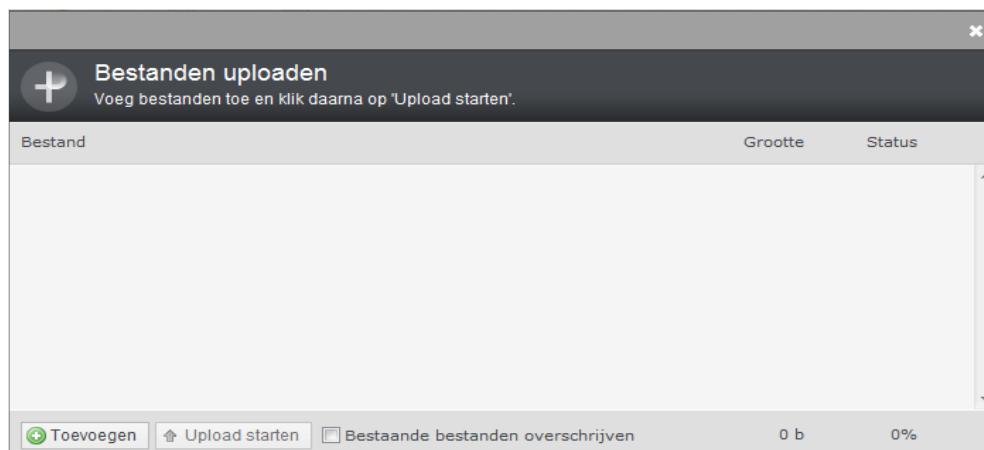 Bestanden uploaden
Voeg bestanden toe en klik daarna op 'Upload starten'.
Bestand Grootte Status
Toevoegen Upload starten Bestaande bestanden overschrijven 0 b 0%